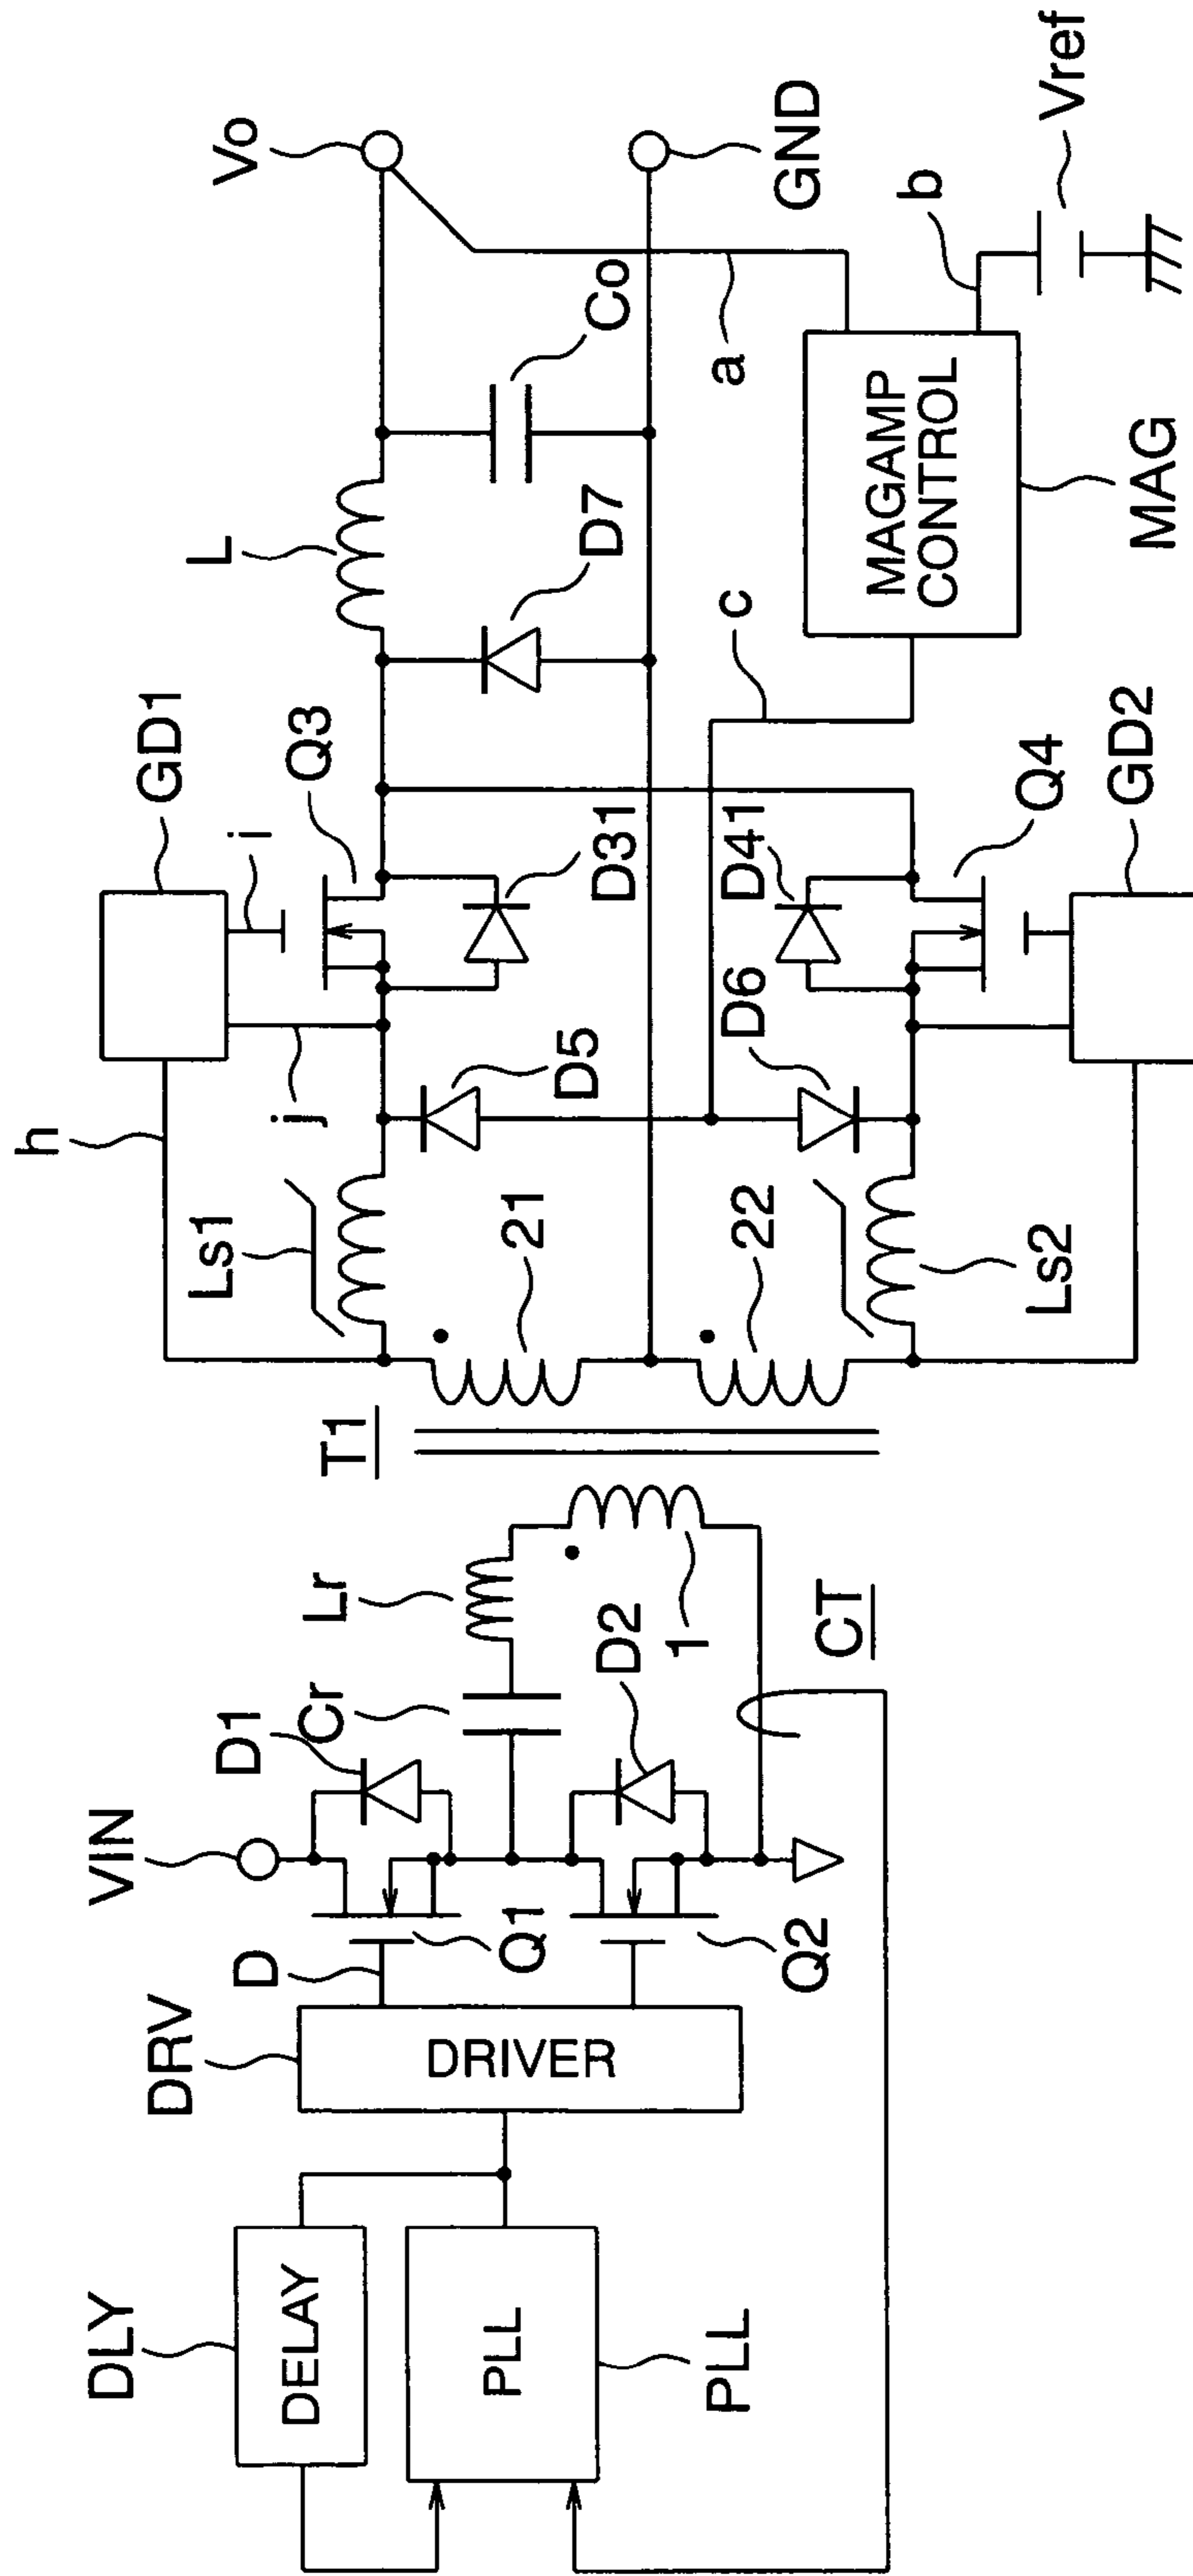 DLY
DELAY
PLL
PLL
DRV
DRIVER
D
VIN
Q1
Q2
D1
Cr
Lr
D2
1
CT
T1
h
Ls1
21
22
Ls2
j
i
GD1
Q3
D5
D31
D6
D41
Q4
GD2
L
D7
Co
c
a
b
MAGAMP
CONTROL
MAG
Vo
GND
Vref